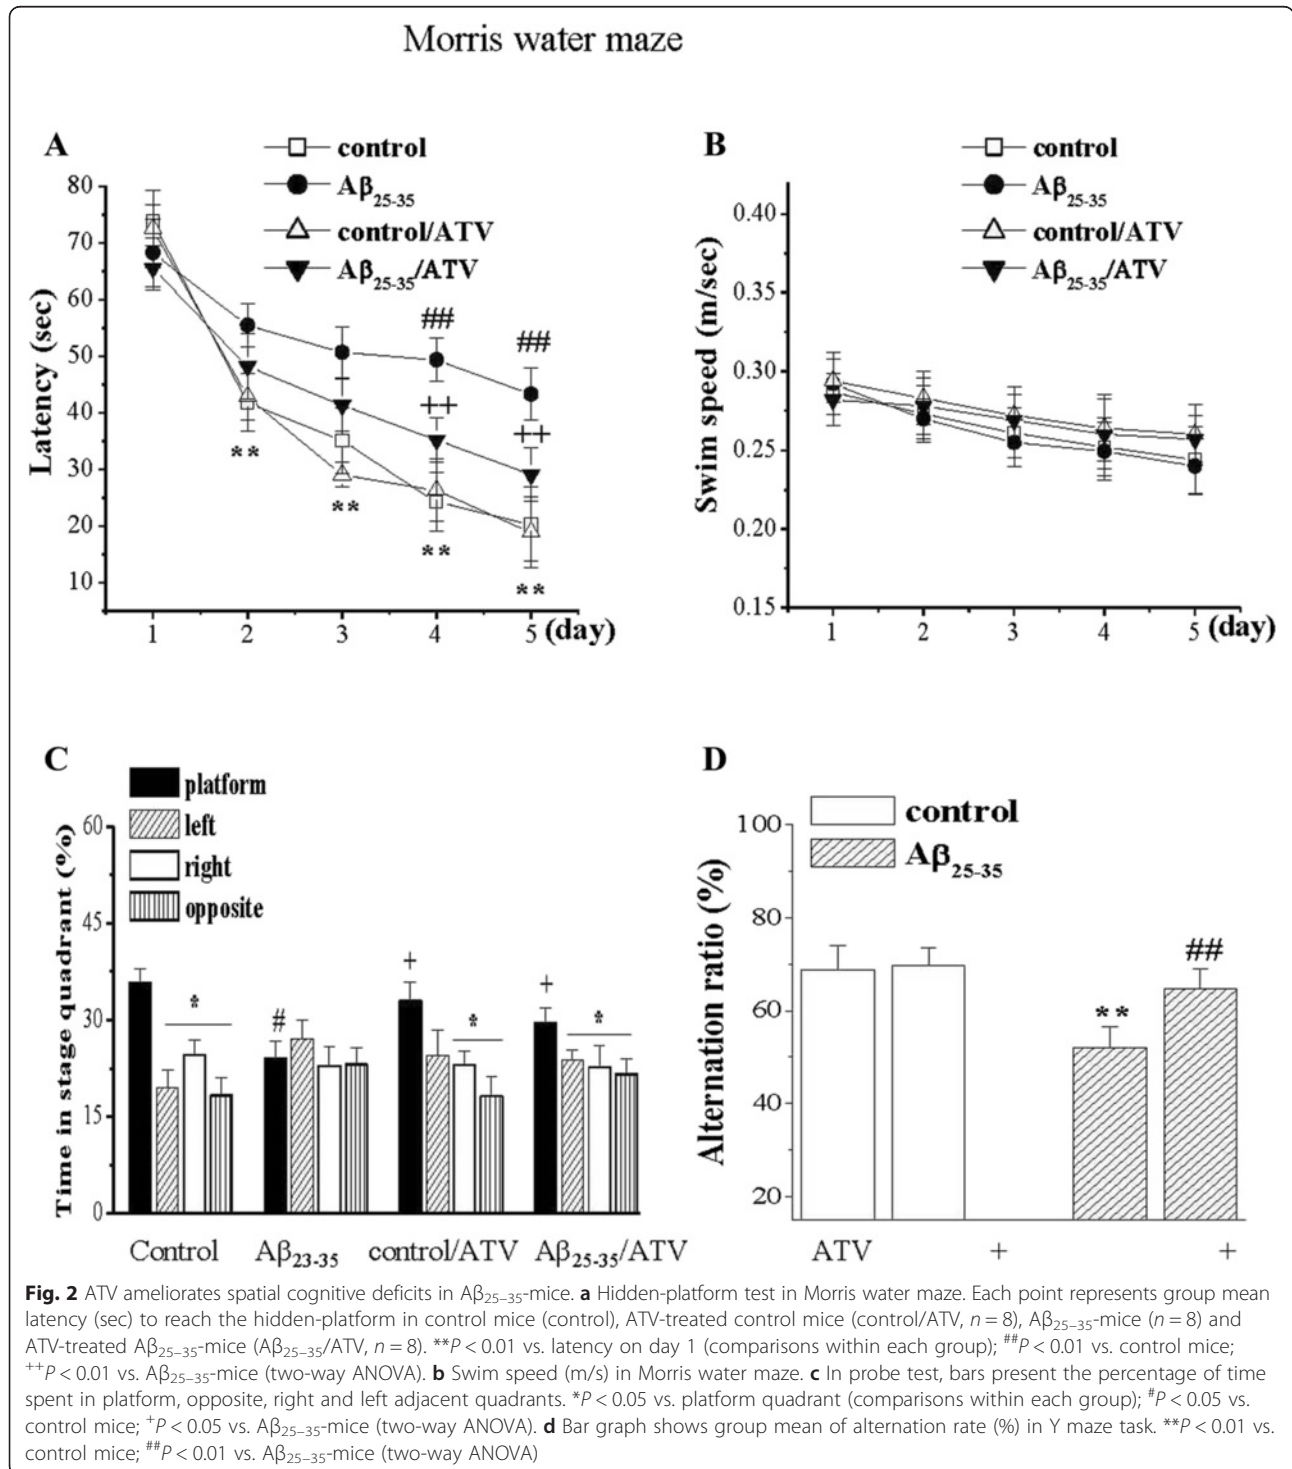 Morris water maze
A
control
Aβ25-35
control/ATV
Aβ25-35/ATV
80
70
60
50
40
30
20
10
Latency (sec)
##
##
+
++
++
**
**
**
**
1 2 3 4 5 (day)
B
control
Aβ25-35
control/ATV
Aβ25-35/ATV
0.40
0.35
0.30
0.25
0.20
0.15
Swim speed (m/sec)
1 2 3 4 5 (day)
C
platform
left
right
opposite
60
45
30
15
0
Time in stage quadrant (%)
*
#
+
*
+
*
Control Aβ23-35 control/ATV Aβ25-35/ATV
D
control
Aβ25-35
100
80
60
40
20
Alternation ratio (%)
**
##
ATV + +
Fig. 2 ATV ameliorates spatial cognitive deficits in Aβ25–35-mice. a Hidden-platform test in Morris water maze. Each point represents group mean
latency (sec) to reach the hidden-platform in control mice (control), ATV-treated control mice (control/ATV, n = 8), Aβ25–35-mice (n = 8) and
ATV-treated Aβ25–35-mice (Aβ25–35/ATV, n = 8). **P < 0.01 vs. latency on day 1 (comparisons within each group); ##P < 0.01 vs. control mice;
++P < 0.01 vs. Aβ25–35-mice (two-way ANOVA). b Swim speed (m/s) in Morris water maze. c In probe test, bars present the percentage of time
spent in platform, opposite, right and left adjacent quadrants. *P < 0.05 vs. platform quadrant (comparisons within each group); #P < 0.05 vs.
control mice; +P < 0.05 vs. Aβ25–35-mice (two-way ANOVA). d Bar graph shows group mean of alternation rate (%) in Y maze task. **P < 0.01 vs.
control mice; ##P < 0.01 vs. Aβ25–35-mice (two-way ANOVA)